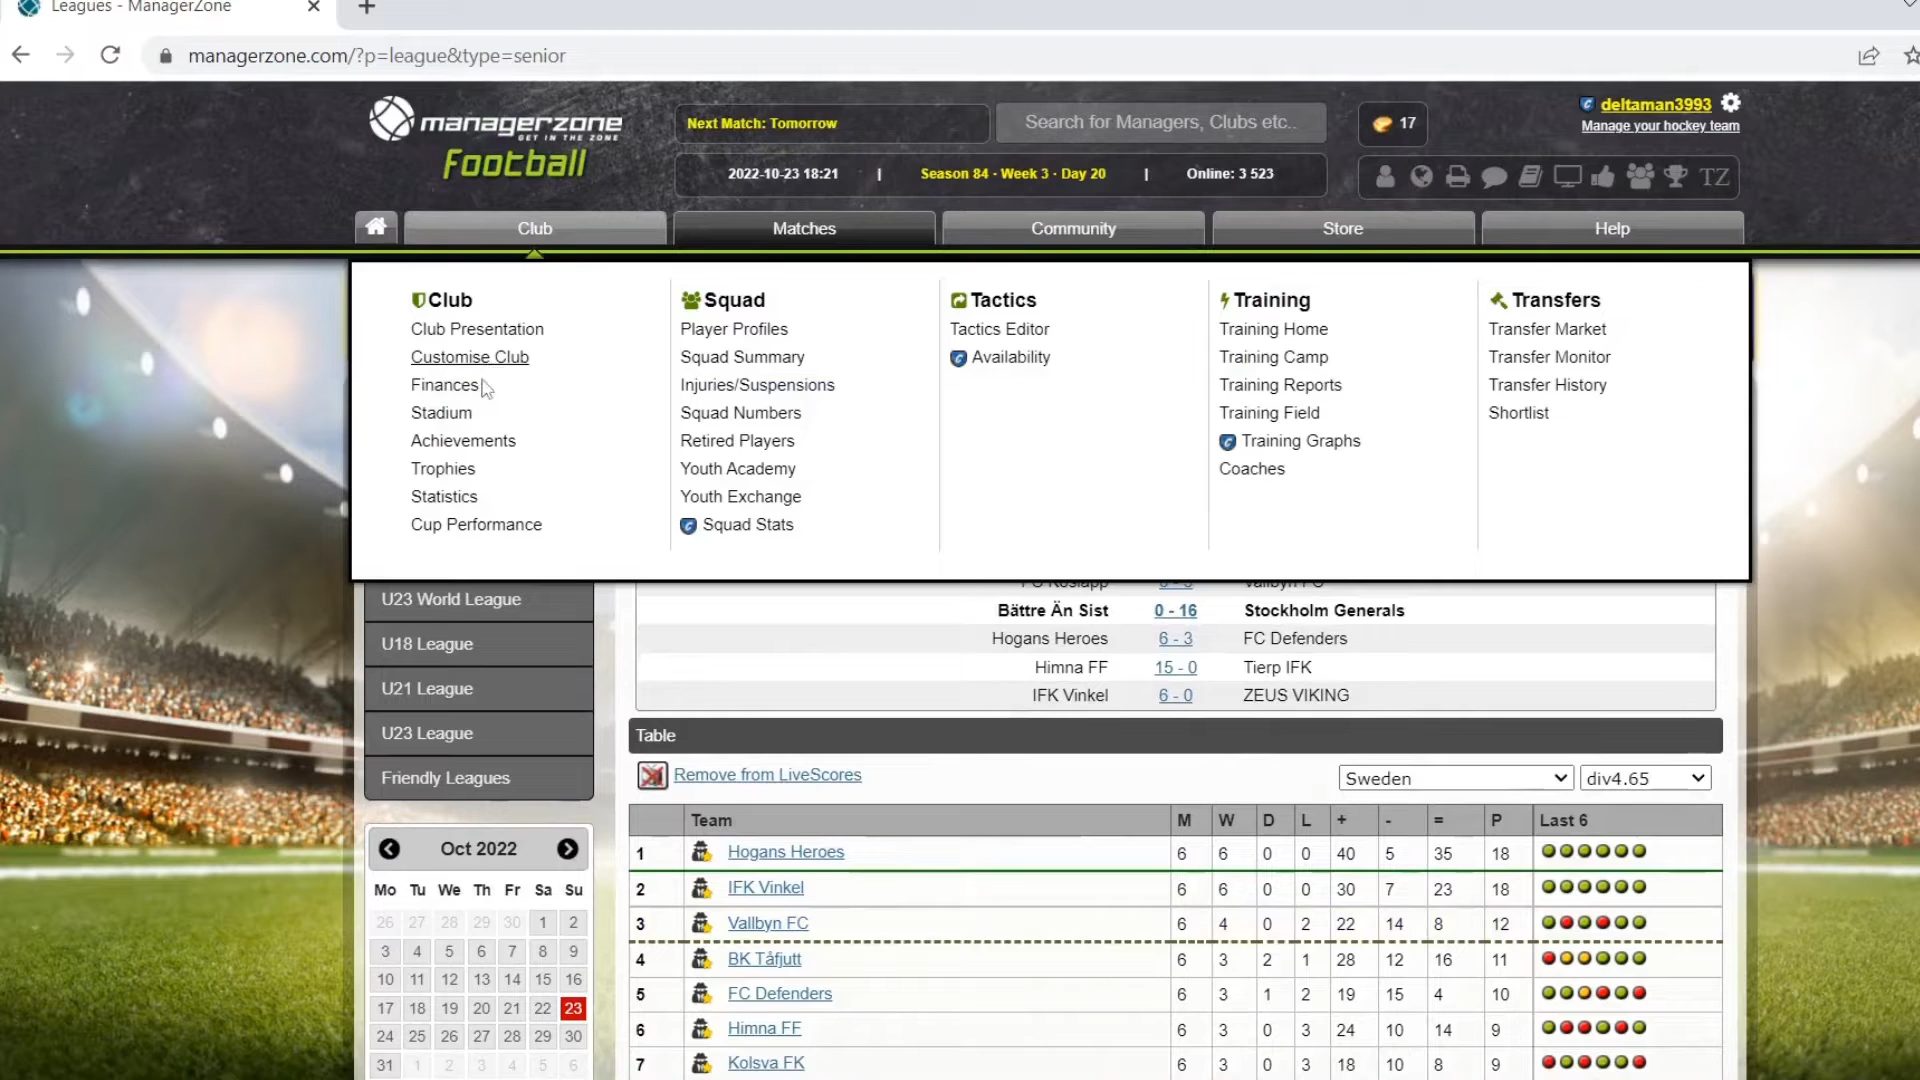 Leagues - ManagerZone
managerzone.com/?p=league&type=senior
managerzone
GET IN THE ZONE
Football
Next Match: Tomorrow
Search for Managers, Clubs etc..
17
deltaman3993
Manage your hockey team
2022-10-23 18:21 | Season 84 · Week 3 · Day 20 | Online: 3 523
TZ
Club Matches Community Store Help
Club
Club Presentation
Customise Club
Finances
Stadium
Achievements
Trophies
Statistics
Cup Performance
Squad
Player Profiles
Squad Summary
Injuries/Suspensions
Squad Numbers
Retired Players
Youth Academy
Youth Exchange
Squad Stats
Tactics
Tactics Editor
Availability
Training
Training Home
Training Camp
Training Reports
Training Field
Training Graphs
Coaches
Transfers
Transfer Market
Transfer Monitor
Transfer History
Shortlist
U23 World League
U18 League
U21 League
U23 League
Friendly Leagues
Oct 2022
Mo Tu We Th Fr Sa Su
26 27 28 29 30 1 2
3 4 5 6 7 8 9
10 11 12 13 14 15 16
17 18 19 20 21 22 23
24 25 26 27 28 29 30
31 1 2 3 4 5 6
Bättre Än Sist 0 - 16 Stockholm Generals
Hogans Heroes 6 - 3 FC Defenders
Himna FF 15 - 0 Tierp IFK
IFK Vinkel 6 - 0 ZEUS VIKING
Table
Remove from LiveScores
Sweden div4.65
Team M W D L + - = P Last 6
1 Hogans Heroes 6 6 0 0 40 5 35 18
2 IFK Vinkel 6 6 0 0 30 7 23 18
3 Vallbyn FC 6 4 0 2 22 14 8 12
4 BK Tåfjutt 6 3 2 1 28 12 16 11
5 FC Defenders 6 3 1 2 19 15 4 10
6 Himna FF 6 3 0 3 24 10 14 9
7 Kolsva FK 6 3 0 3 18 10 8 9